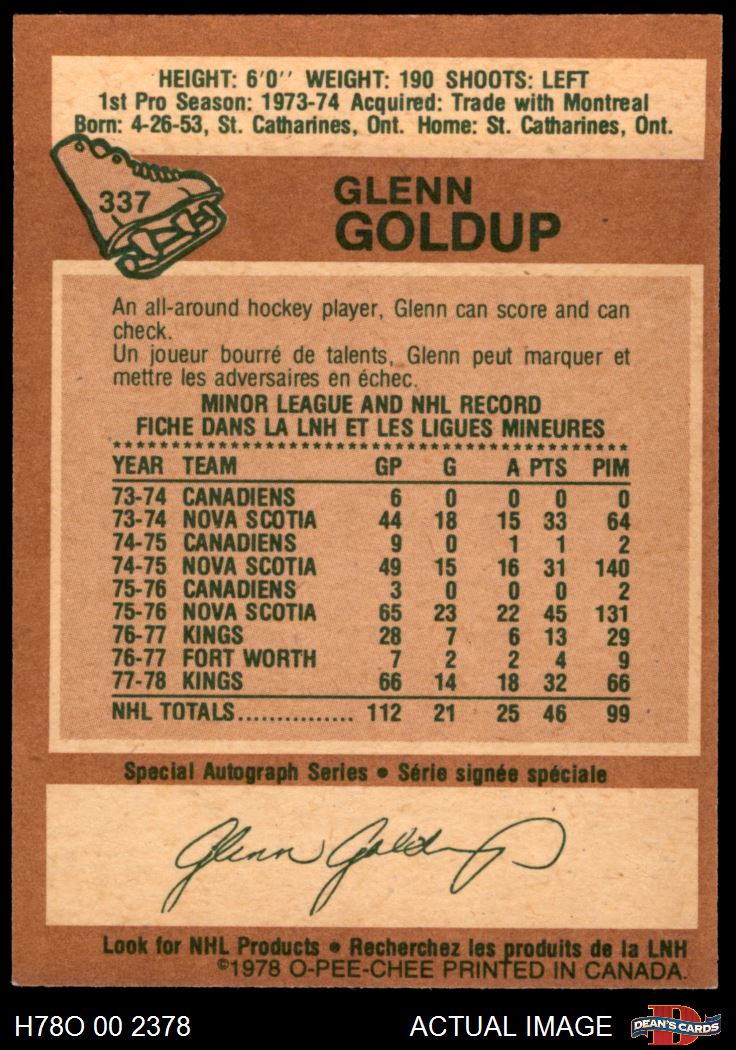 HEIGHT: 6'0'' WEIGHT: 190 SHOOTS: LEFT
1st Pro Season: 1973-74 Acquired: Trade with Montreal
Born: 4-26-53, St. Catharines, Ont. Home: St. Catharines, Ont.
337
GLENN
GOLDUP
An all-around hockey player, Glenn can score and can
check.
Un joueur bourré de talents, Glenn peut marquer et
mettre les adversaires en échec.
MINOR LEAGUE AND NHL RECORD
FICHE DANS LA LNH ET LES LIGUES MINEURES
YEAR TEAM GP G A PTS PIM
73-74 CANADIENS 6 0 0 0 0
73-74 NOVA SCOTIA 44 18 15 33 64
74-75 CANADIENS 9 0 1 1 2
74-75 NOVA SCOTIA 49 15 16 31 140
75-76 CANADIENS 3 0 0 0 2
75-76 NOVA SCOTIA 65 23 22 45 131
76-77 KINGS 28 7 6 13 29
76-77 FORT WORTH 7 2 2 4 9
77-78 KINGS 66 14 18 32 66
NHL TOTALS................ 112 21 25 46 99
Special Autograph Series • Série signée spéciale
Glenn Goldup
Look for NHL Products • Recherchez les produits de la LNH
©1978 O-PEE-CHEE PRINTED IN CANADA.
H78O 00 2378
ACTUAL IMAGE
D
DEAN'S CARDS